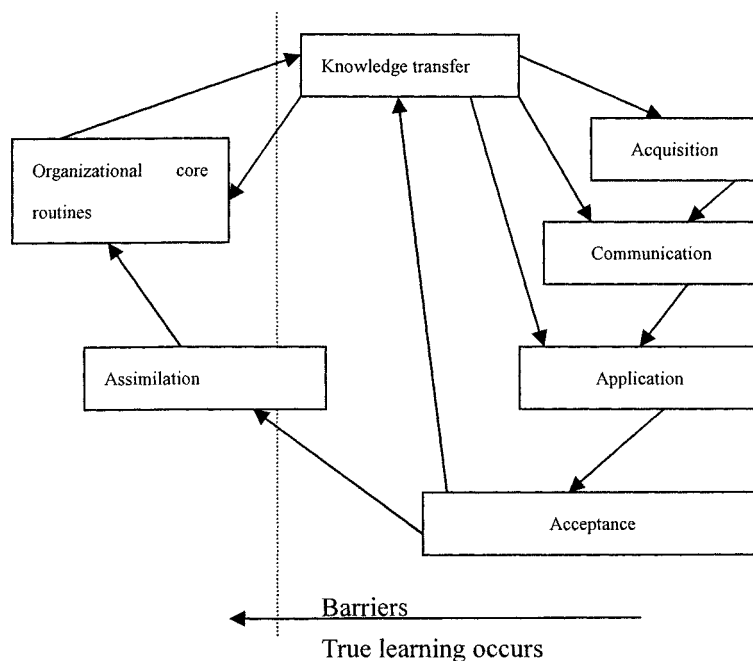 Knowledge transfer
Acquisition
Organizational core
routines
Communication
Assimilation
Application
Acceptance
Barriers
True learning occurs